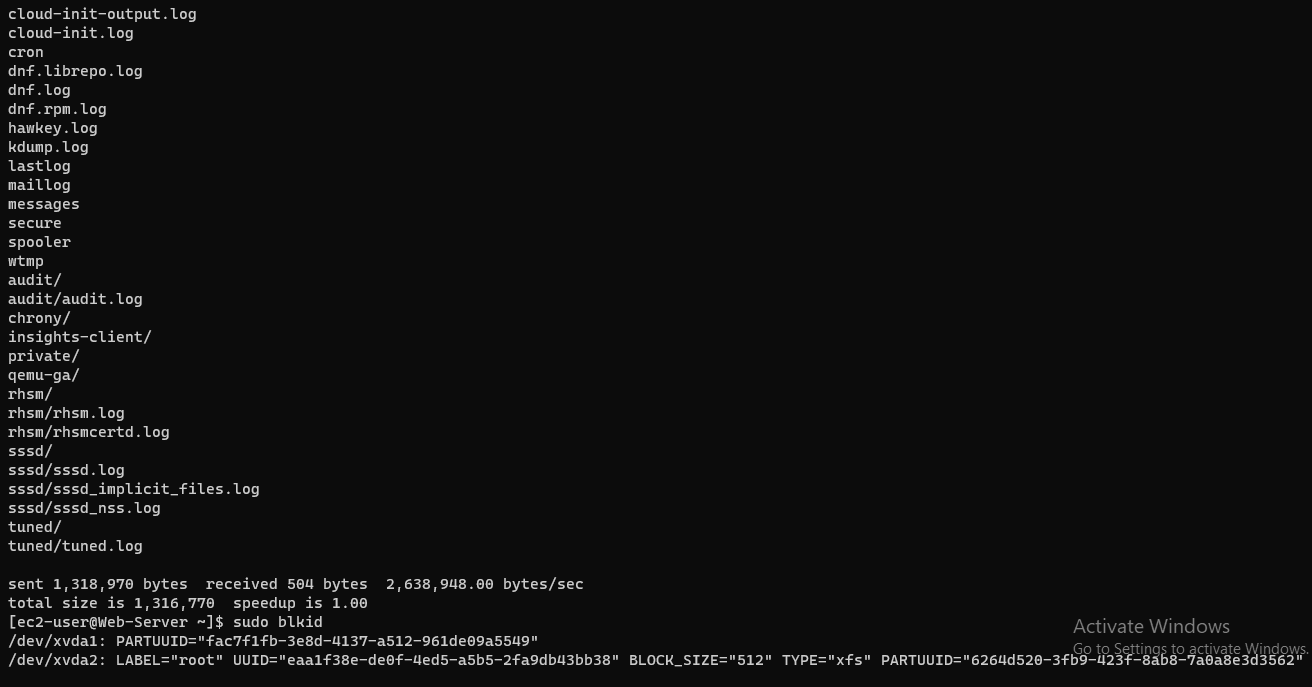 cloud-init-output.log
cloud-init.log
cron
dnf.librepo.log
dnf.log
dnf.rpm.log
hawkey.log
kdump.log
lastlog
maillog
messages
secure
spooler
wtmp
audit/
audit/audit.log
chrony/
insights-client/
private/
qemu-ga/
rhsm/
rhsm/rhsm.log
rhsm/rhsmcertd.log
sssd/
sssd/sssd.log
sssd/sssd_implicit_files.log
sssd/sssd_nss.log
tuned/
tuned/tuned.log
sent 1,318,970 bytes  received 504 bytes  2,638,948.00 bytes/sec
total size is 1,316,770  speedup is 1.00
[ec2-user@Web-Server ~]$ sudo blkid
/dev/xvda1: PARTUUID="fac7f1fb-3e8d-4137-a512-961de09a5549"
/dev/xvda2: LABEL="root" UUID="eaa1f38e-de0f-4ed5-a5b5-2fa9db43bb38" BLOCK_SIZE="512" TYPE="xfs" PARTUUID="6264d520-3fb9-423f-8ab8-7a0a8e3d3562"
Activate Windows
Go to Settings to activate Windows.